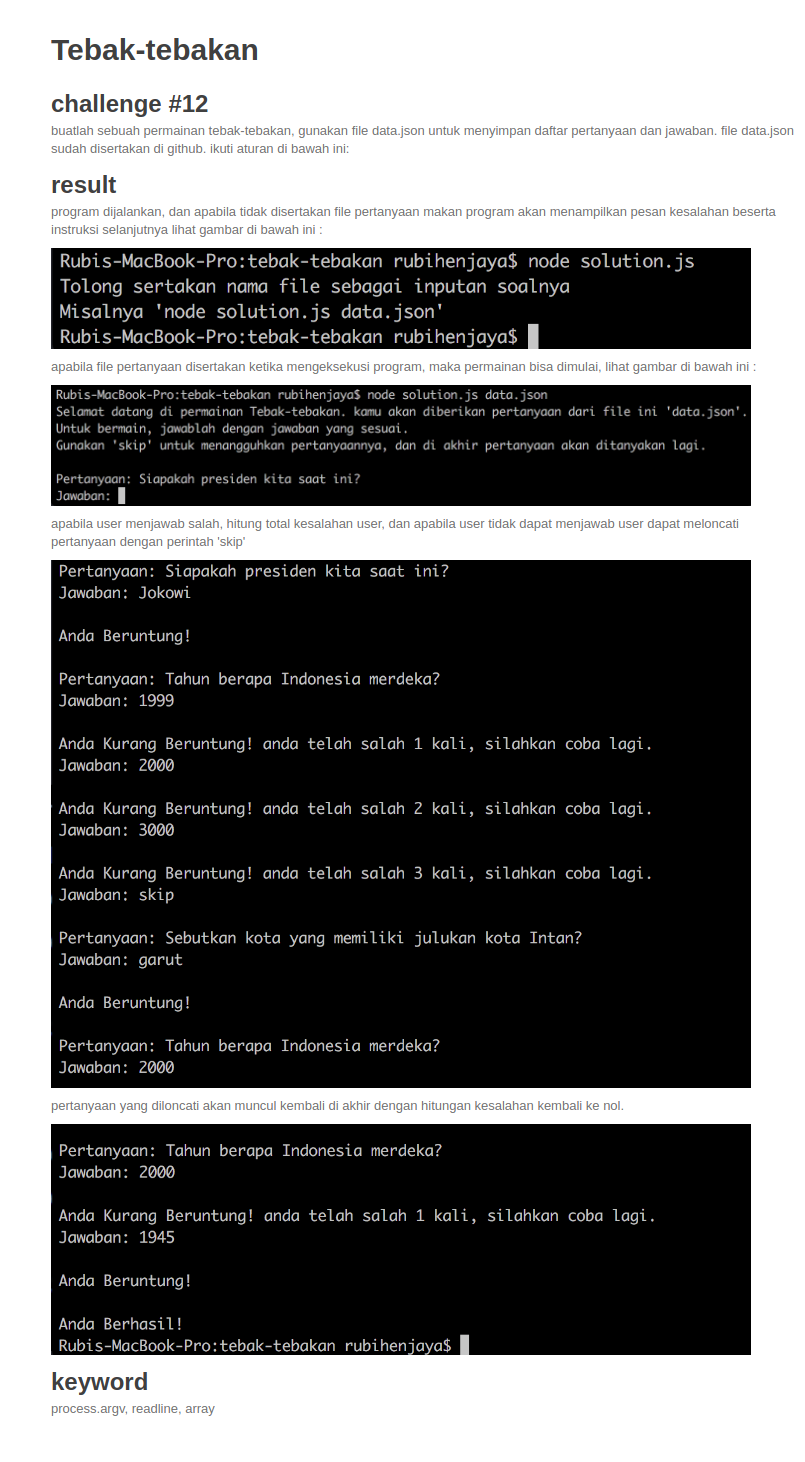 Tebak-tebakan
challenge #12
buatlah sebuah permainan tebak-tebakan, gunakan file data.json untuk menyimpan daftar pertanyaan dan jawaban. file data.json
sudah disertakan di github. ikuti aturan di bawah ini:
result
program dijalankan, dan apabila tidak disertakan file pertanyaan makan program akan menampilkan pesan kesalahan beserta
instruksi selanjutnya lihat gambar di bawah ini :
Rubis-MacBook-Pro:tebak-tebakan rubihenjaya$ node solution.js
Tolong sertakan nama file sebagai inputan soalnya
Misalnya 'node solution.js data.json'
Rubis-MacBook-Pro:tebak-tebakan rubihenjaya$
apabila file pertanyaan disertakan ketika mengeksekusi program, maka permainan bisa dimulai, lihat gambar di bawah ini :
Rubis-MacBook-Pro:tebak-tebakan rubihenjaya$ node solution.js data.json
Selamat datang di permainan Tebak-tebakan. kamu akan diberikan pertanyaan dari file ini 'data.json'.
Untuk bermain, jawablah dengan jawaban yang sesuai.
Gunakan 'skip' untuk menangguhkan pertanyaannya, dan di akhir pertanyaan akan ditanyakan lagi.
Pertanyaan: Siapakah presiden kita saat ini?
Jawaban:
apabila user menjawab salah, hitung total kesalahan user, dan apabila user tidak dapat menjawab user dapat meloncati
pertanyaan dengan perintah 'skip'
Pertanyaan: Siapakah presiden kita saat ini?
Jawaban: Jokowi
Anda Beruntung!
Pertanyaan: Tahun berapa Indonesia merdeka?
Jawaban: 1999
Anda Kurang Beruntung! anda telah salah 1 kali, silahkan coba lagi.
Jawaban: 2000
Anda Kurang Beruntung! anda telah salah 2 kali, silahkan coba lagi.
Jawaban: 3000
Anda Kurang Beruntung! anda telah salah 3 kali, silahkan coba lagi.
Jawaban: skip
Pertanyaan: Sebutkan kota yang memiliki julukan kota Intan?
Jawaban: garut
Anda Beruntung!
Pertanyaan: Tahun berapa Indonesia merdeka?
Jawaban: 2000
pertanyaan yang diloncati akan muncul kembali di akhir dengan hitungan kesalahan kembali ke nol.
Pertanyaan: Tahun berapa Indonesia merdeka?
Jawaban: 2000
Anda Kurang Beruntung! anda telah salah 1 kali, silahkan coba lagi.
Jawaban: 1945
Anda Beruntung!
Anda Berhasil!
Rubis-MacBook-Pro:tebak-tebakan rubihenjaya$
keyword
process.argv, readline, array